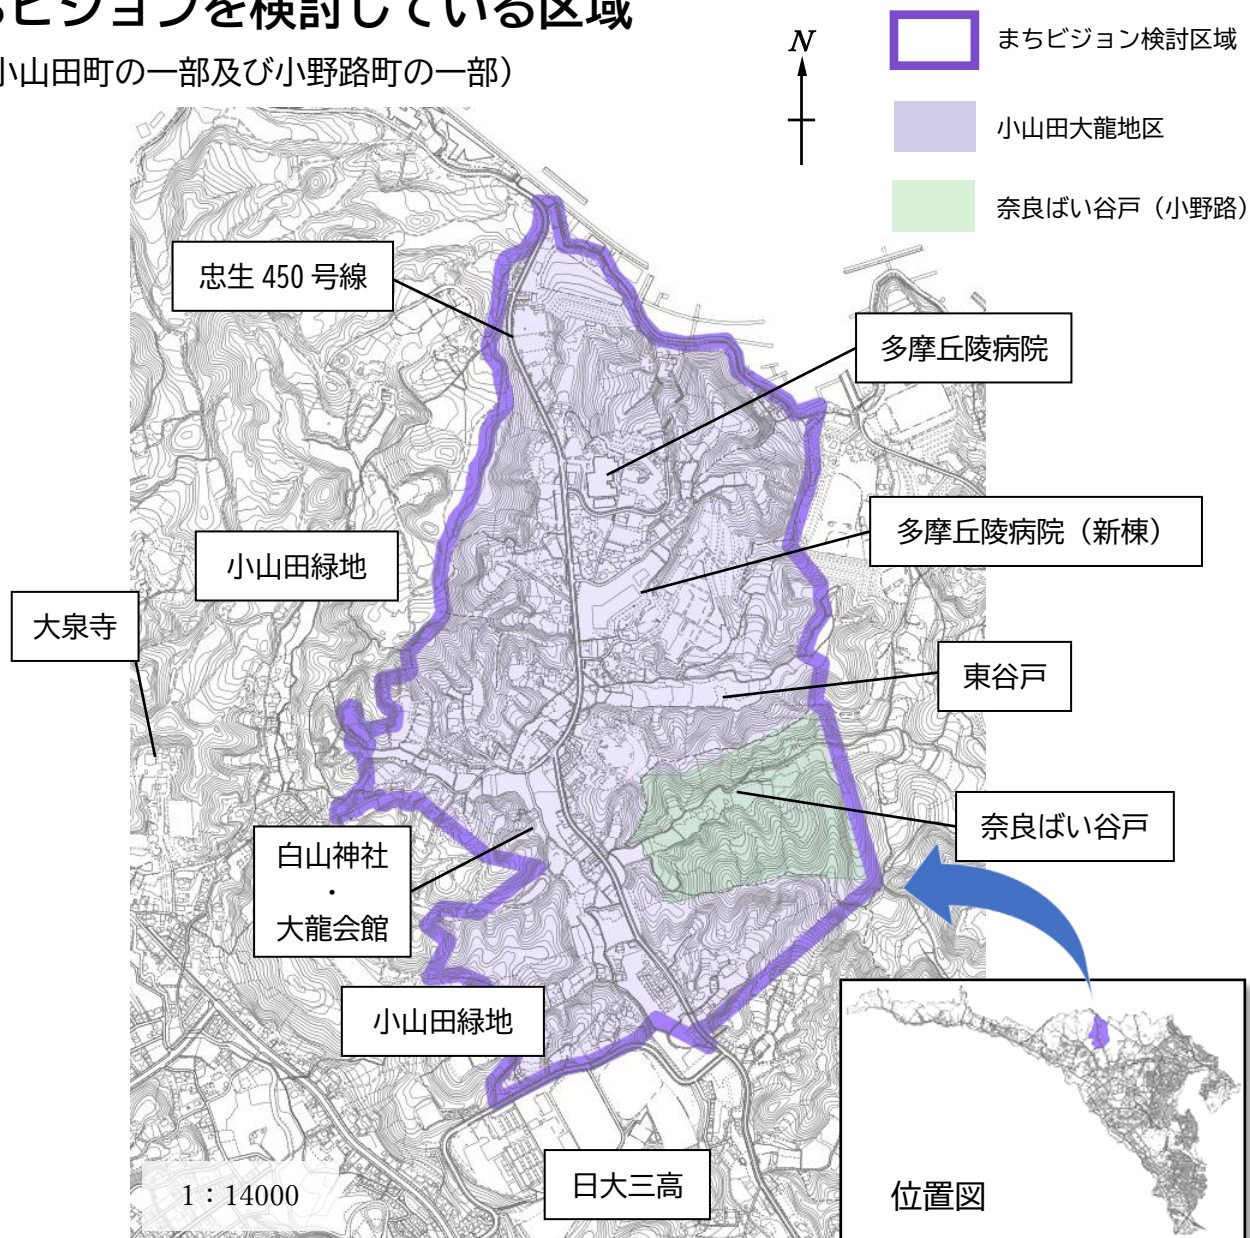 ビジョンを検討している区域
小山田町の一部及び小野路町の一部）
N
まちビジョン検討区域
小山田大龍地区
奈良ばい谷戸（小野路）
忠生 450 号線
多摩丘陵病院
多摩丘陵病院（新棟）
小山田緑地
大泉寺
東谷戸
奈良ばい谷戸
白山神社
・
大龍会館
小山田緑地
日大三高
1：14000
位置図